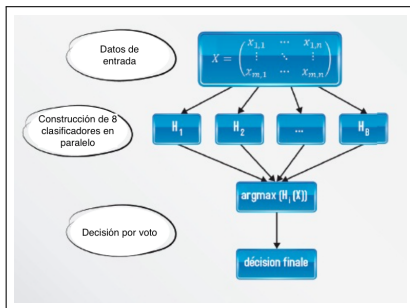 Datos de
entrada
X = ( x1,1 ... x1,n
⋮ ⋱ ⋮
xm,1 ... xm,n )
Construcción de 8
clasificadores en
paralelo
H1 H2 ... HB
argmax (Hi(X))
Decisión por voto
décision finale